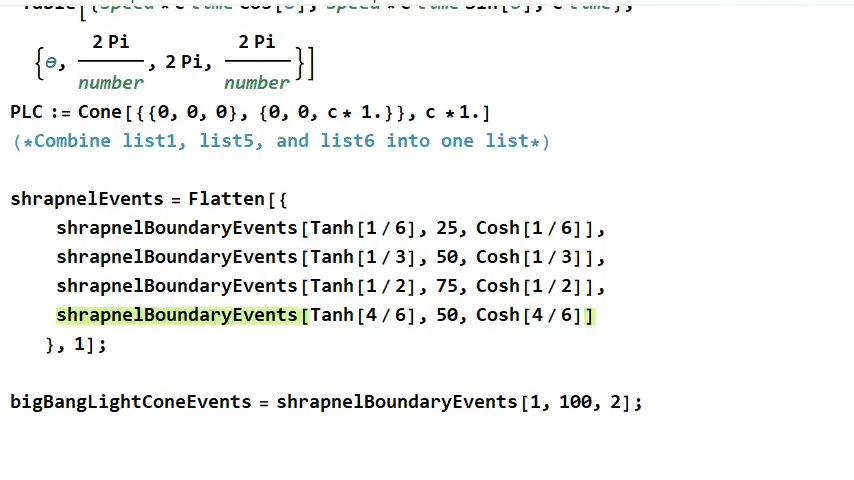 {θ, 2 Pi/number, 2 Pi, 2 Pi/number}]
PLC := Cone[{{0, 0, 0}, {0, 0, c * 1.}}, c * 1.]
(*Combine list1, list5, and list6 into one list*)
shrapnelEvents = Flatten[{
shrapnelBoundaryEvents[Tanh[1 / 6], 25, Cosh[1 / 6]],
shrapnelBoundaryEvents[Tanh[1 / 3], 50, Cosh[1 / 3]],
shrapnelBoundaryEvents[Tanh[1 / 2], 75, Cosh[1 / 2]],
shrapnelBoundaryEvents[Tanh[4 / 6], 50, Cosh[4 / 6]]
}, 1];
bigBangLightConeEvents = shrapnelBoundaryEvents[1, 100, 2];